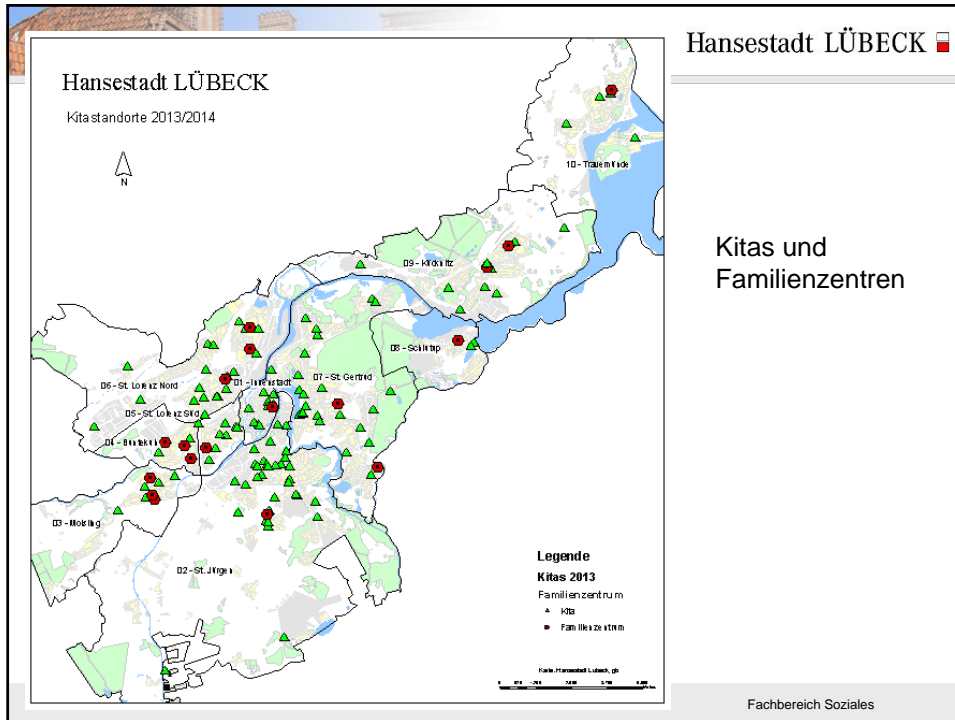 Hansestadt LÜBECK
Hansestadt LÜBECK
Kitastandorte 2013/2014
N
10 - Travemünde
Kitas und
Familienzentren
09 - Kücknitz
08 - Schlutup
07 - St. Gertrud
01 - Innenstadt
06 - St. Lorenz Nord
05 - St. Lorenz Süd
04 - Buntekuh
03 - Moisling
02 - St. Jürgen
Legende
Kitas 2013
Familienzentrum
Kita
Familienzentrum
Karte, Hansestadt Lübeck, gb
Fachbereich Soziales